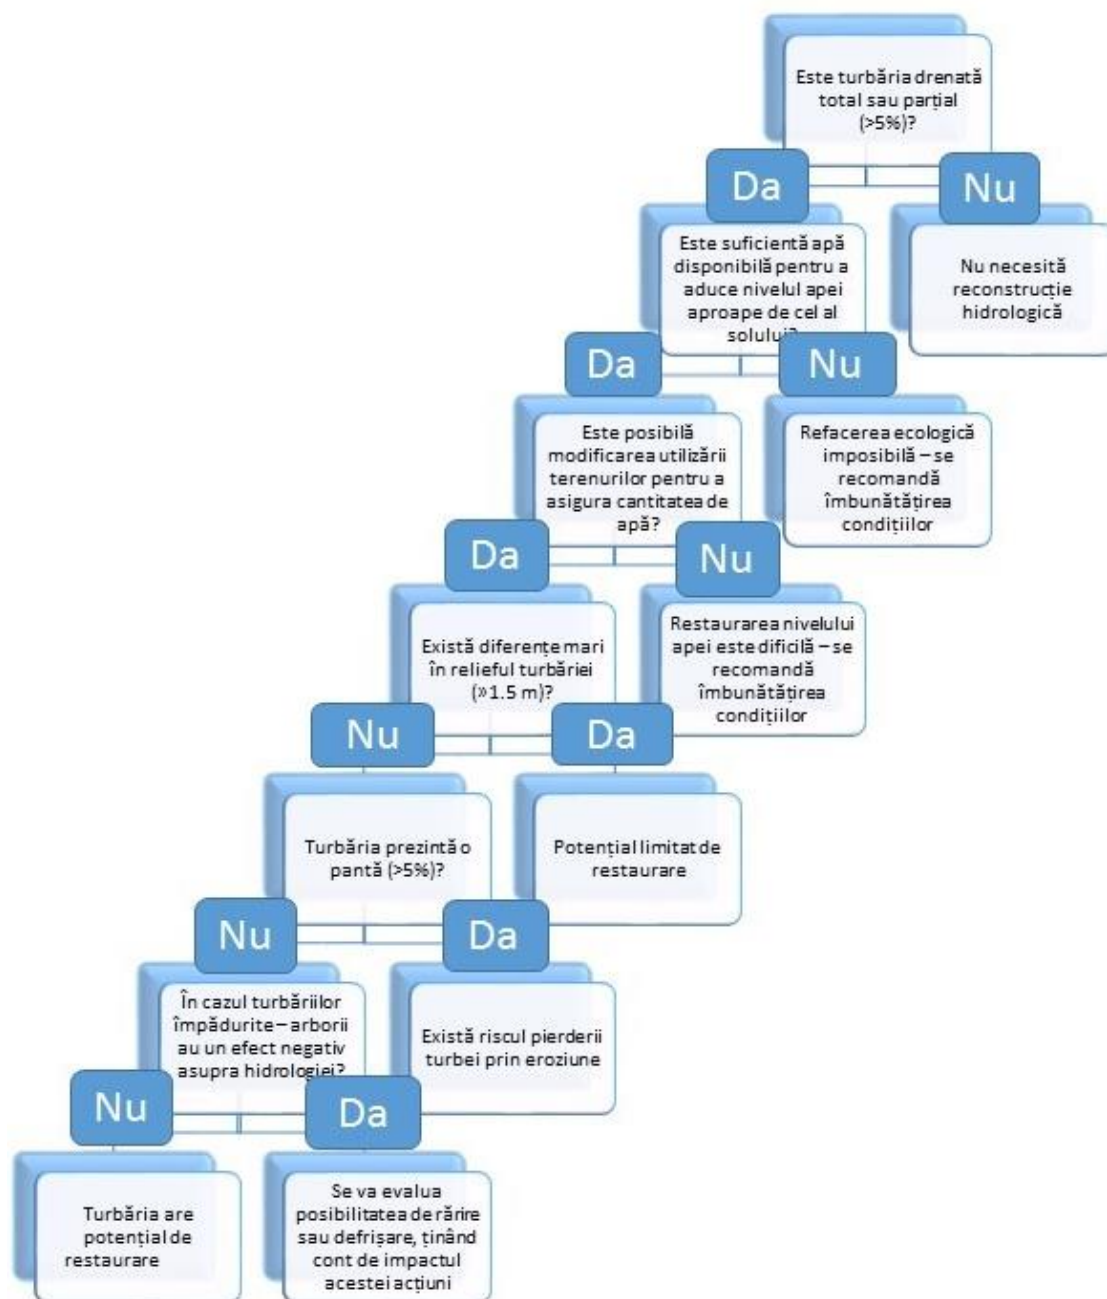 Este turbăria drenată
total sau parțial
(>5%)?
Da
Nu
Este suficientă apă
disponibilă pentru a
aduce nivelul apei
aproape de cel al
solului?
Nu necesită
reconstrucție
hidrologică
Da
Nu
Este posibilă
modificarea utilizării
terenurilor pentru a
asigura cantitatea de
apă?
Refacerea ecologică
imposibilă – se
recomandă
îmbunătățirea
condițiilor
Da
Nu
Există diferențe mari
în relieful turbăriei
(»1.5 m)?
Restaurarea nivelului
apei este dificilă – se
recomandă
îmbunătățirea
condițiilor
Nu
Da
Turbăria prezintă o
pantă (>5%)?
Potențial limitat de
restaurare
Nu
Da
În cazul turbăriilor
împădurite – arborii
au un efect negativ
asupra hidrologiei?
Există riscul pierderii
turbei prin eroziune
Nu
Da
Turbăria are
potențial de
restaurare
Se va evalua
posibilitatea de rărire
sau defrișare, ținând
cont de impactul
acestei acțiuni